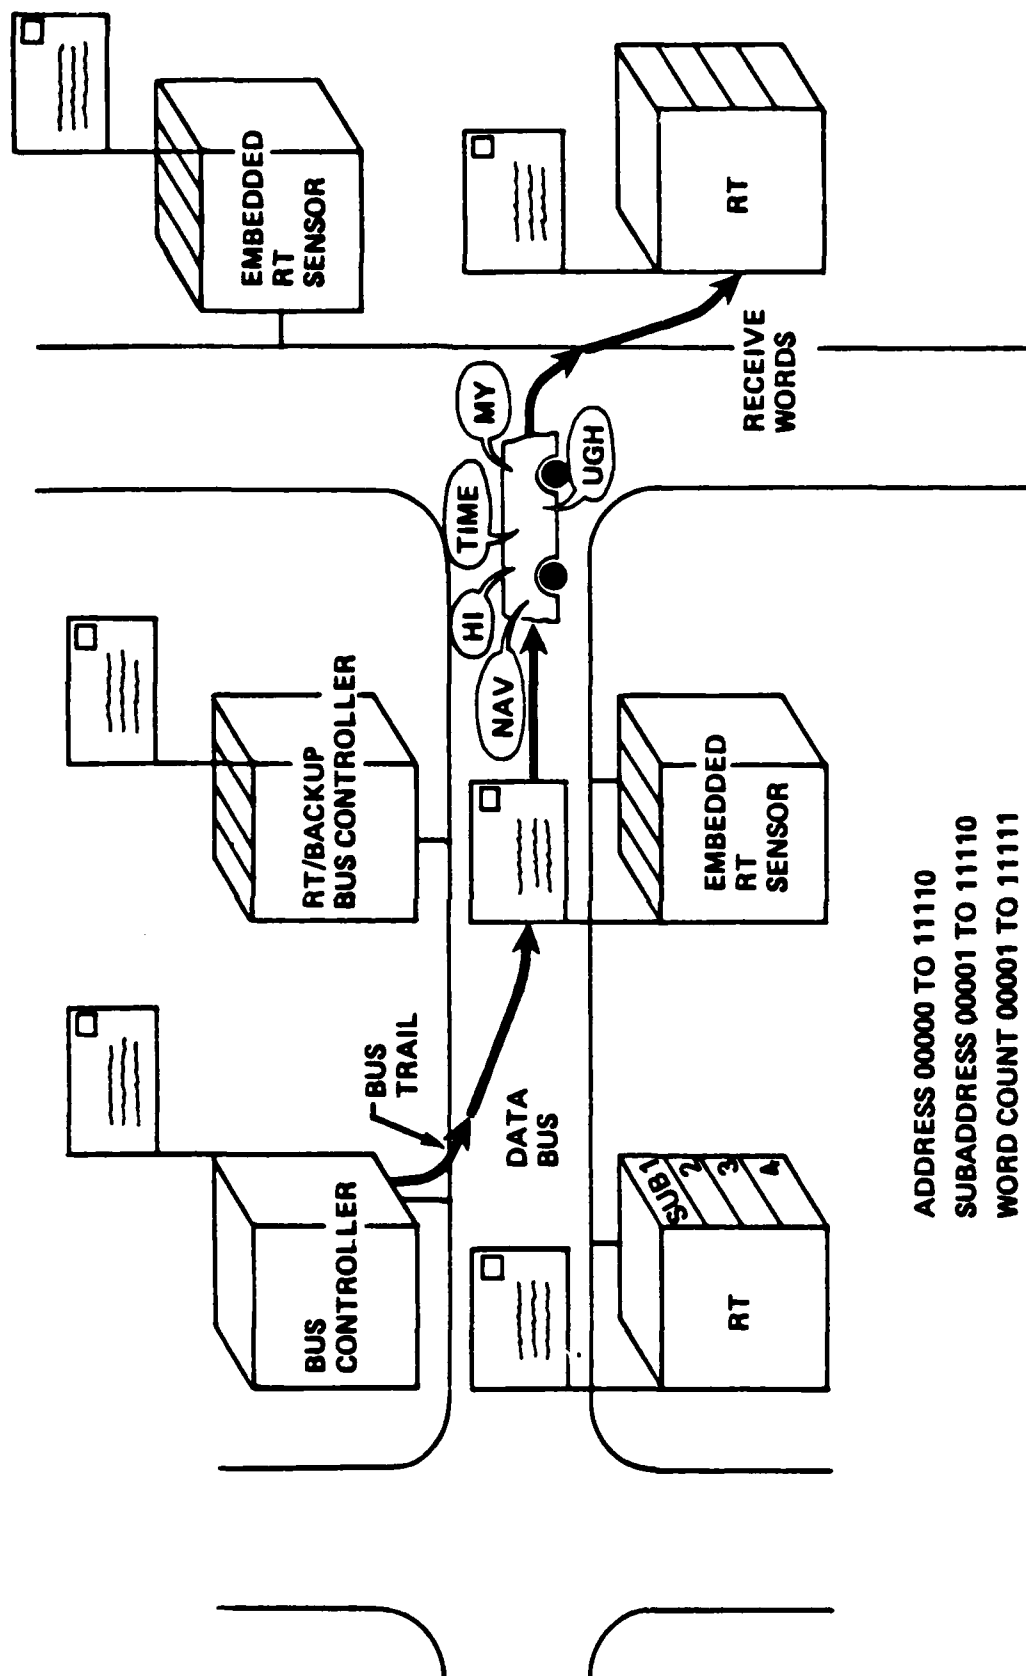 BUS
CONTROLLER
RT/BACKUP
BUS CONTROLLER
EMBEDDED
RT
SENSOR
BUS
TRAIL
DATA
BUS
NAV
HI
TIME
MY
UGH
RECEIVE
WORDS
RT
SUB 1
2
3
4
EMBEDDED
RT
SENSOR
RT
ADDRESS 00000 TO 11110
SUBADDRESS 00001 TO 11110
WORD COUNT 00001 TO 11111